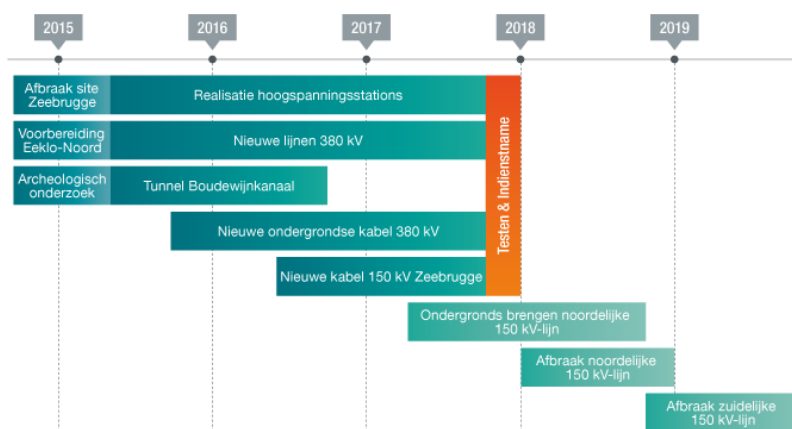 2015
2016
2017
2018
2019
Afbraak site
Zeebrugge
Realisatie hoogspanningsstations
Voorbereiding
Eeklo-Noord
Nieuwe lijnen 380 kV
Archeologisch
onderzoek
Tunnel Boudewijnkanaal
Nieuwe ondergrondse kabel 380 kV
Nieuwe kabel 150 kV Zeebrugge
Testen & Indienstname
Ondergronds brengen noordelijke
150 kV-lijn
Afbraak noordelijke
150 kV-lijn
Afbraak zuidelijke
150 kV-lijn